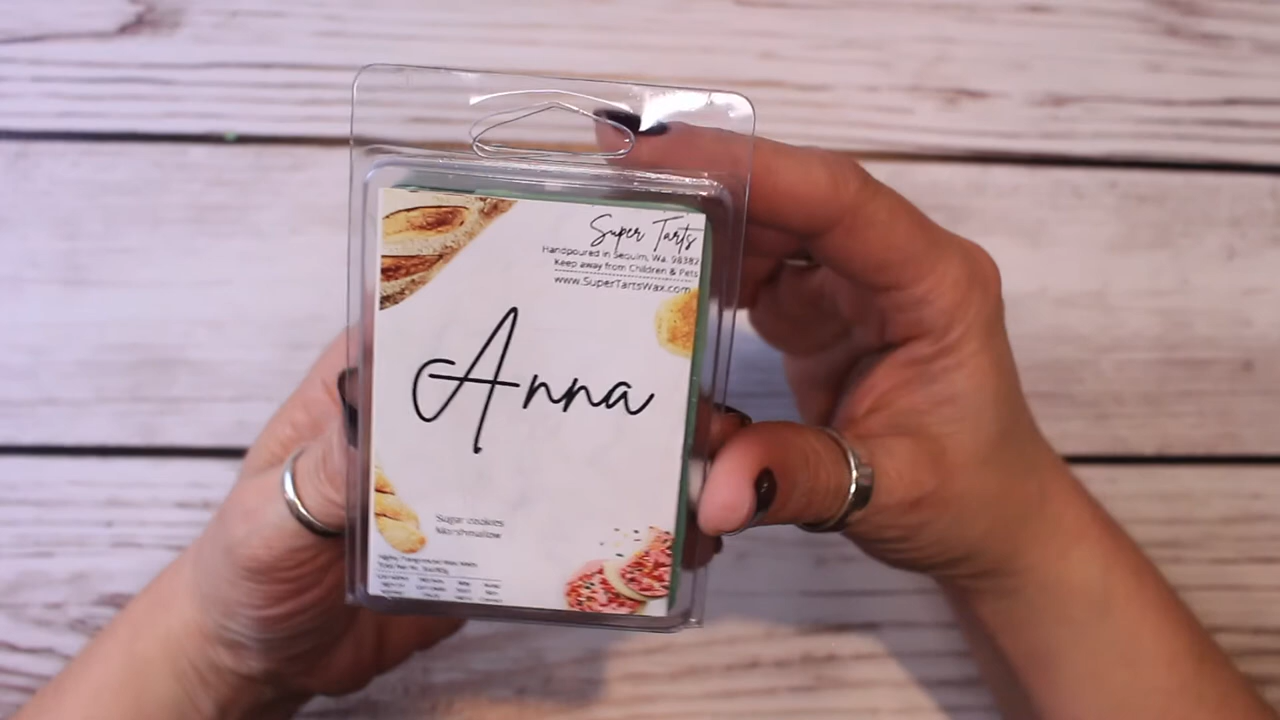 Super Tarts
Handpoured in Sequim, Wa. 98382
Keep away from Children & Pets
www.SuperTartsWax.com
Anna
Sugar cookies
Marshmallow